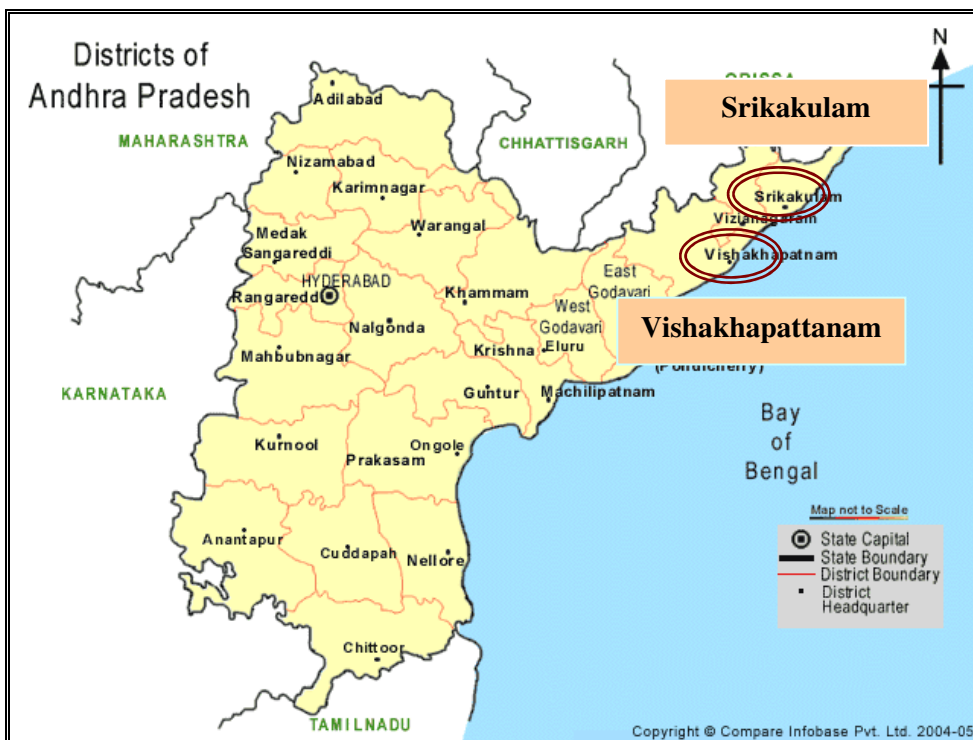 Districts of
Andhra Pradesh
N
ORISSA
Srikakulam
Adilabad
MAHARASHTRA
CHHATTISGARH
Nizamabad
Karimnagar
Srikakulam
Vizianagaram
Warangal
Medak
Sangareddi
Vishakhapatnam
HYDERABAD
Rangareddi
East
Godavari
Khammam
West
Godavari
Nalgonda
Vishakhapattanam
Krishna
Eluru
Mahbubnagar
(Pondicherry)
KARNATAKA
Guntur
Machilipatnam
Bay
of
Bengal
Kurnool
Ongole
Prakasam
Map not to Scale
Anantapur
Cuddapah
Nellore
State Capital
State Boundary
District Boundary
District
Headquarter
Chittoor
TAMILNADU
Copyright © Compare Infobase Pvt. Ltd. 2004-05